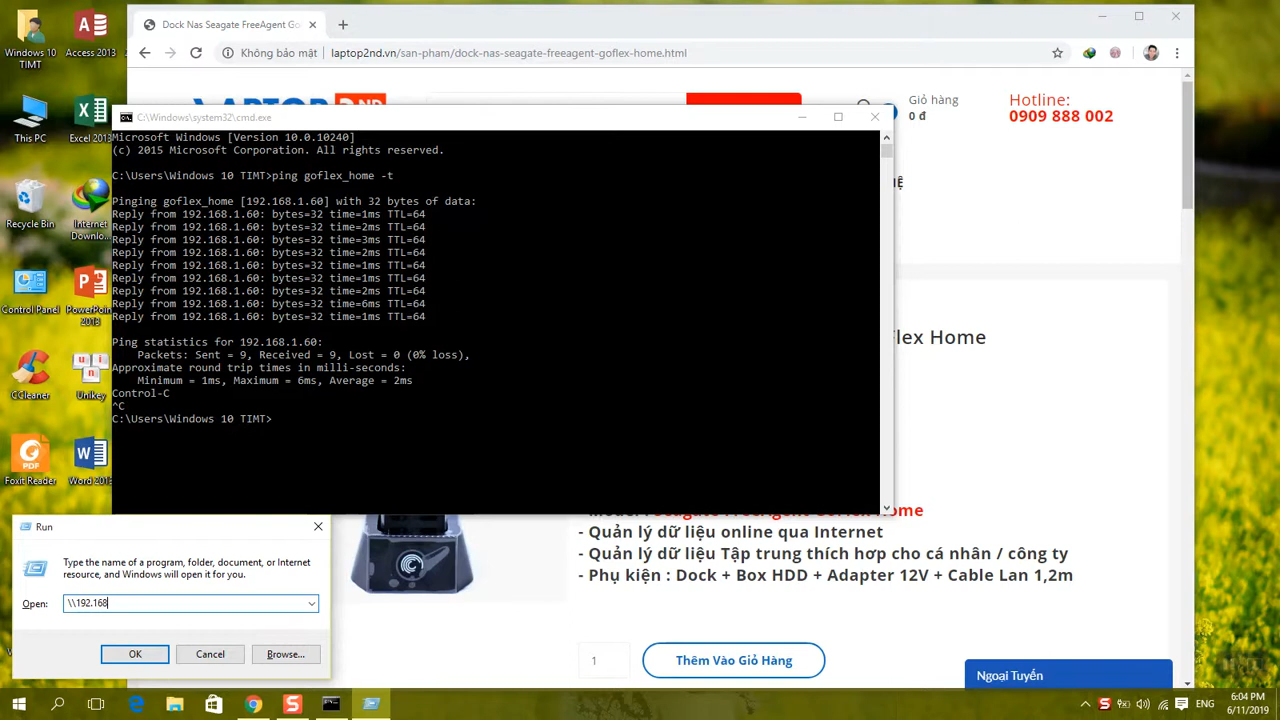 Windows 10
TIMT
Access 2013
This PC
Excel 2013
Recycle Bin
Internet
Downlo...
Control Panel
PowerPoint
2013
CCleaner
Unikey
Foxit Reader
Word 2013
Dock Nas Seagate FreeAgent Go
Không bảo mật
laptop2nd.vn/san-pham/dock-nas-seagate-freeagent-goflex-home.html
Giỏ hàng
0 đ
Hotline:
0909 888 002
C:\Windows\system32\cmd.exe
Microsoft Windows [Version 10.0.10240]
(c) 2015 Microsoft Corporation. All rights reserved.
C:\Users\Windows 10 TIMT>ping goflex_home -t
Pinging goflex_home [192.168.1.60] with 32 bytes of data:
Reply from 192.168.1.60: bytes=32 time=1ms TTL=64
Reply from 192.168.1.60: bytes=32 time=2ms TTL=64
Reply from 192.168.1.60: bytes=32 time=3ms TTL=64
Reply from 192.168.1.60: bytes=32 time=2ms TTL=64
Reply from 192.168.1.60: bytes=32 time=1ms TTL=64
Reply from 192.168.1.60: bytes=32 time=1ms TTL=64
Reply from 192.168.1.60: bytes=32 time=2ms TTL=64
Reply from 192.168.1.60: bytes=32 time=6ms TTL=64
Reply from 192.168.1.60: bytes=32 time=1ms TTL=64
Ping statistics for 192.168.1.60:
Packets: Sent = 9, Received = 9, Lost = 0 (0% loss),
Approximate round trip times in milli-seconds:
Minimum = 1ms, Maximum = 6ms, Average = 2ms
Control-C
^C
C:\Users\Windows 10 TIMT>
Home
- Quản lý dữ liệu online qua Internet
- Quản lý dữ liệu Tập trung thích hợp cho cá nhân / công ty
- Phụ kiện : Dock + Box HDD + Adapter 12V + Cable Lan 1,2m
1
Thêm Vào Giỏ Hàng
Ngoại Tuyến
Run
Type the name of a program, folder, document, or Internet
resource, and Windows will open it for you.
Open:
\\192.168
OK
Cancel
Browse...
ENG
6:04 PM
6/11/2019